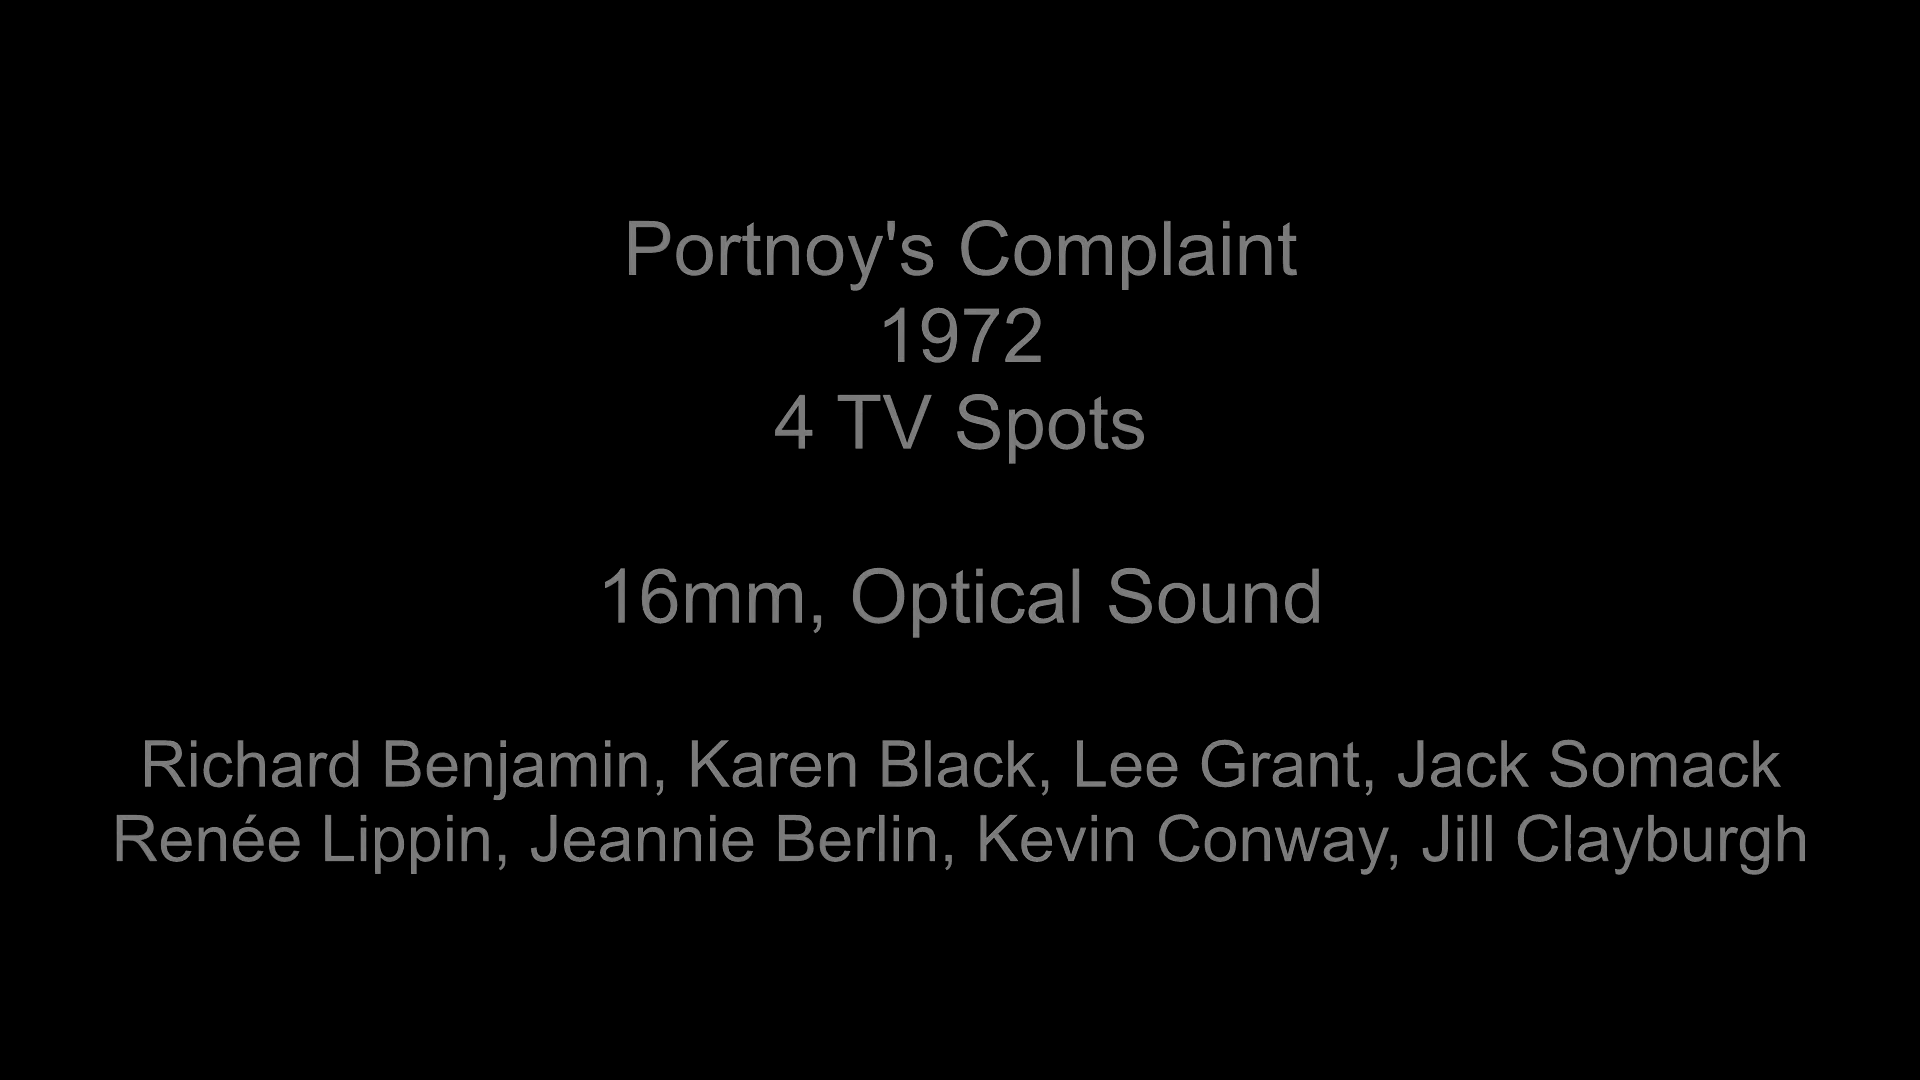 Portnoy's Complaint
1972
4 TV Spots
16mm, Optical Sound
Richard Benjamin, Karen Black, Lee Grant, Jack Somack
Renée Lippin, Jeannie Berlin, Kevin Conway, Jill Clayburgh